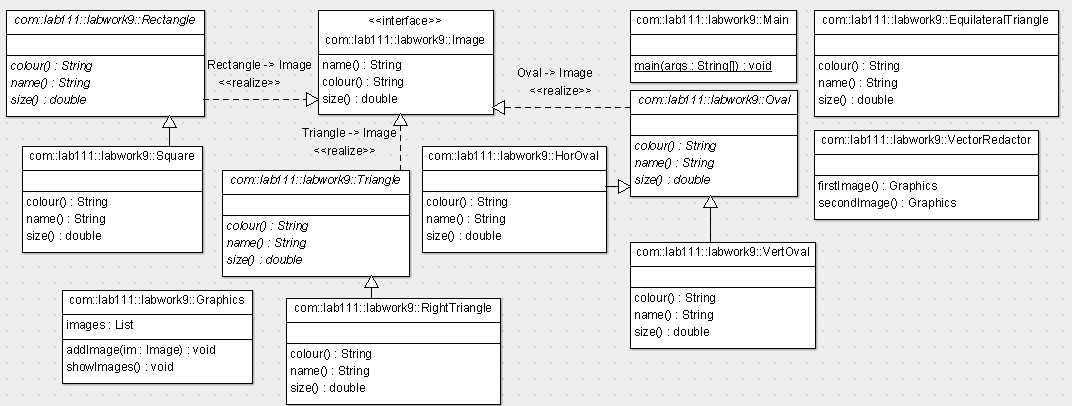 com::lab111::labwork9::Rectangle
colour() : String
name() : String
size() : double
Rectangle -> Image
<<realize>>
<<interface>>
com::lab111::labwork9::Image
name() : String
colour() : String
size() : double
Oval -> Image
<<realize>>
com::lab111::labwork9::Main
main(args : String[]) : void
com::lab111::labwork9::EquilateralTriangle
colour() : String
name() : String
size() : double
com::lab111::labwork9::Oval
colour() : String
name() : String
size() : double
Triangle -> Image
<<realize>>
com::lab111::labwork9::VectorRedactor
firstImage() : Graphics
secondImage() : Graphics
com::lab111::labwork9::Square
colour() : String
name() : String
size() : double
com::lab111::labwork9::Triangle
colour() : String
name() : String
size() : double
com::lab111::labwork9::HorOval
colour() : String
name() : String
size() : double
com::lab111::labwork9::VertOval
colour() : String
name() : String
size() : double
com::lab111::labwork9::Graphics
images : List
addImage(im : Image) : void
showImages() : void
com::lab111::labwork9::RightTriangle
colour() : String
name() : String
size() : double